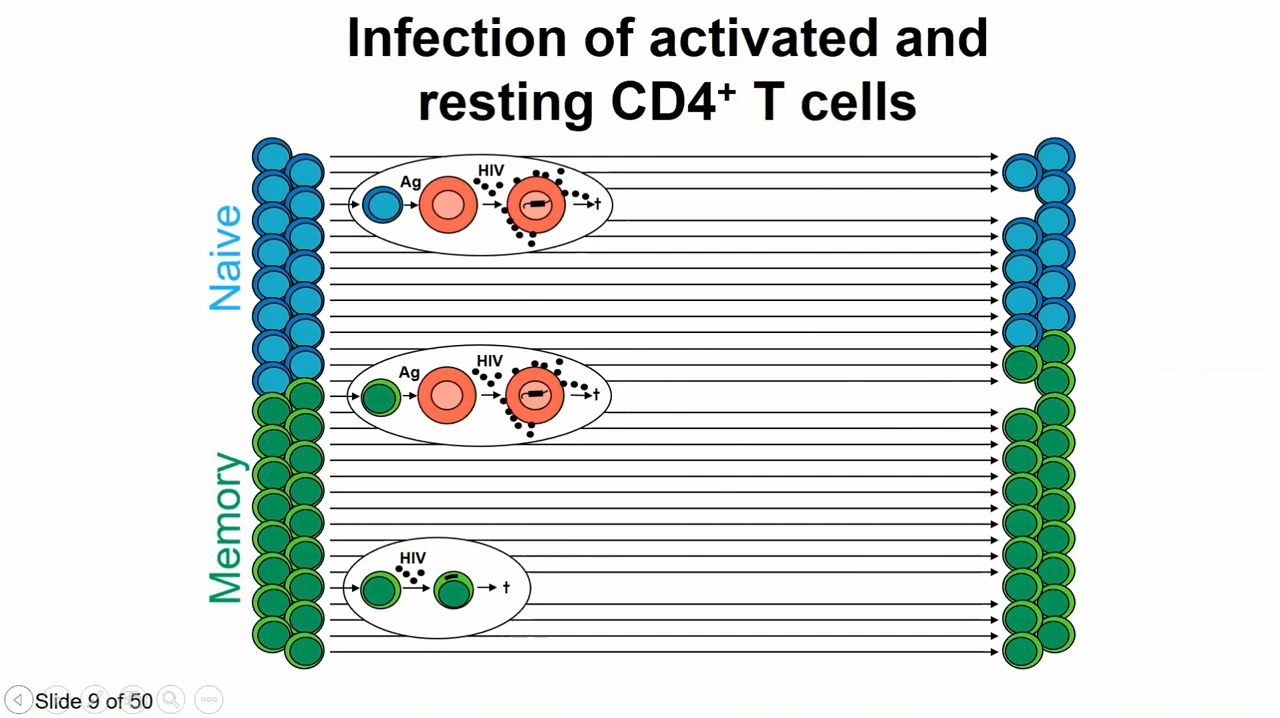 Infection of activated and
resting CD4⁺ T cells
Naive
Ag
HIV
†
Ag
HIV
†
Memory
HIV
†
Slide 9 of 50